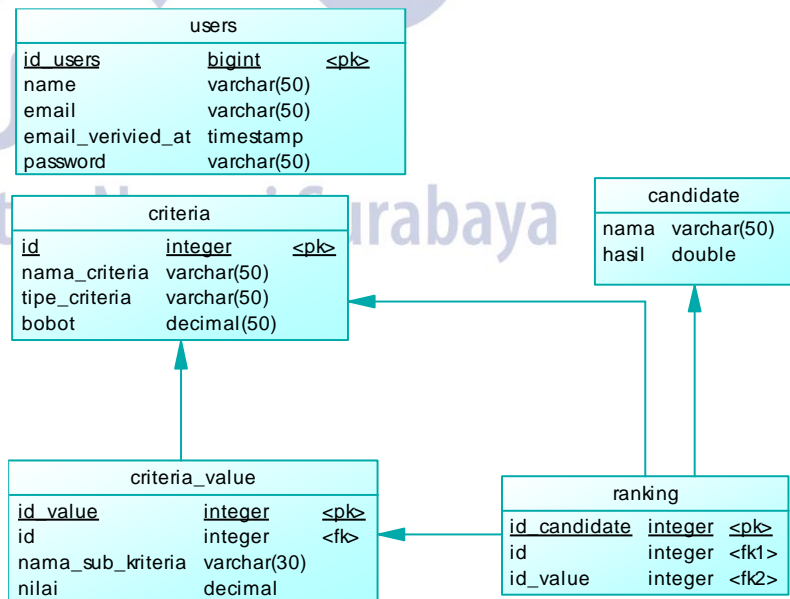 users
id_users bigint <pk>
name varchar(50)
email varchar(50)
email_verivied_at timestamp
password varchar(50)
Surabaya
candidate
nama varchar(50)
hasil double
criteria
id integer <pk>
nama_criteria varchar(50)
tipe_criteria varchar(50)
bobot decimal(50)
criteria_value
id_value integer <pk>
id integer <fk>
nama_sub_kriteria varchar(30)
nilai decimal
ranking
id_candidate integer <pk>
id integer <fk1>
id_value integer <fk2>